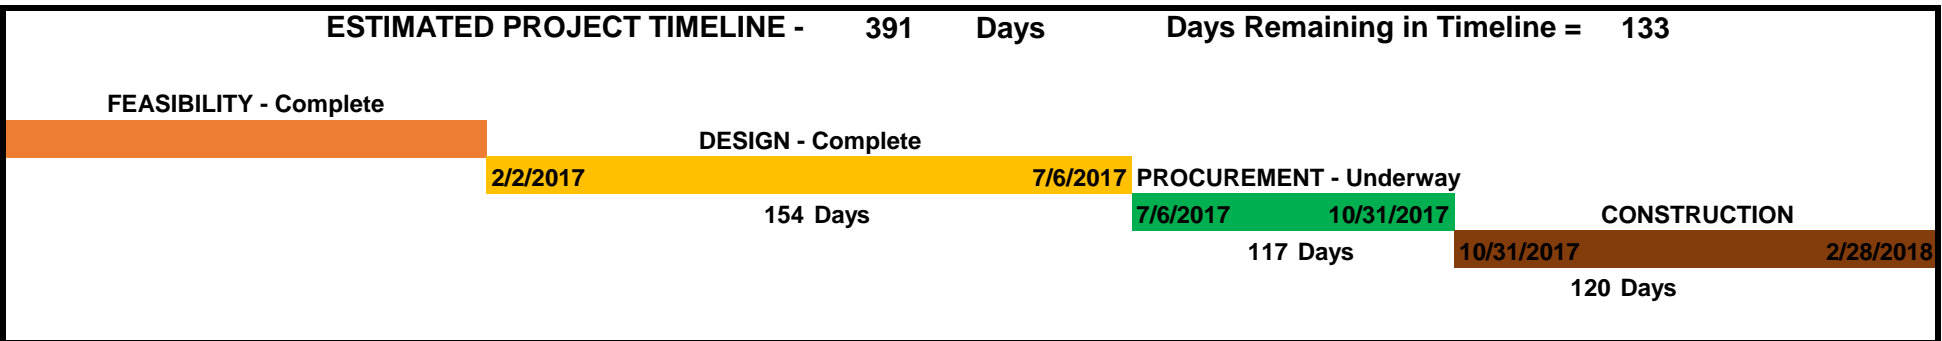 ESTIMATED PROJECT TIMELINE - 391 Days Days Remaining in Timeline = 133
FEASIBILITY - Complete
DESIGN - Complete
2/2/2017 7/6/2017 PROCUREMENT - Underway
154 Days 7/6/2017 10/31/2017 CONSTRUCTION
117 Days 10/31/2017 2/28/2018
120 Days